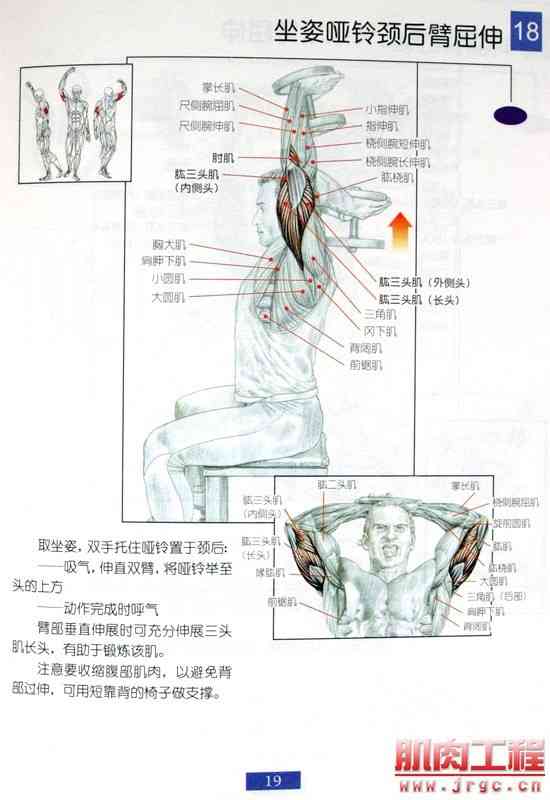 坐姿哑铃颈后臂屈伸 18
掌长肌
尺侧腕屈肌
尺侧腕伸肌
肘肌
肱三头肌
(内侧头)
胸大肌
肩胛下肌
小圆肌
大圆肌
小指伸肌
指伸肌
桡侧腕短伸肌
桡侧腕长伸肌
肱桡肌
肱三头肌(外侧头)
肱三头肌(长头)
三角肌
冈下肌
背阔肌
前锯肌
肱三头肌
(内侧头)
肱三头肌
(长头)
喙肱肌
前锯肌
肱二头肌
掌长肌
桡侧腕屈肌
旋前圆肌
肱肌
肱桡肌
大圆肌
三角肌(后部)
肩胛下肌
背阔肌
取坐姿,双手托住哑铃置于颈后:
——吸气,伸直双臂,将哑铃举至
头的上方
——动作完成时呼气
臂部垂直伸展时可充分伸展三头
肌长头,有助于锻炼该肌。
注意要收缩腹部肌肉,以避免背
部过伸,可用短靠背的椅子做支撑。
19
肌肉工程
www.jrgc.cn